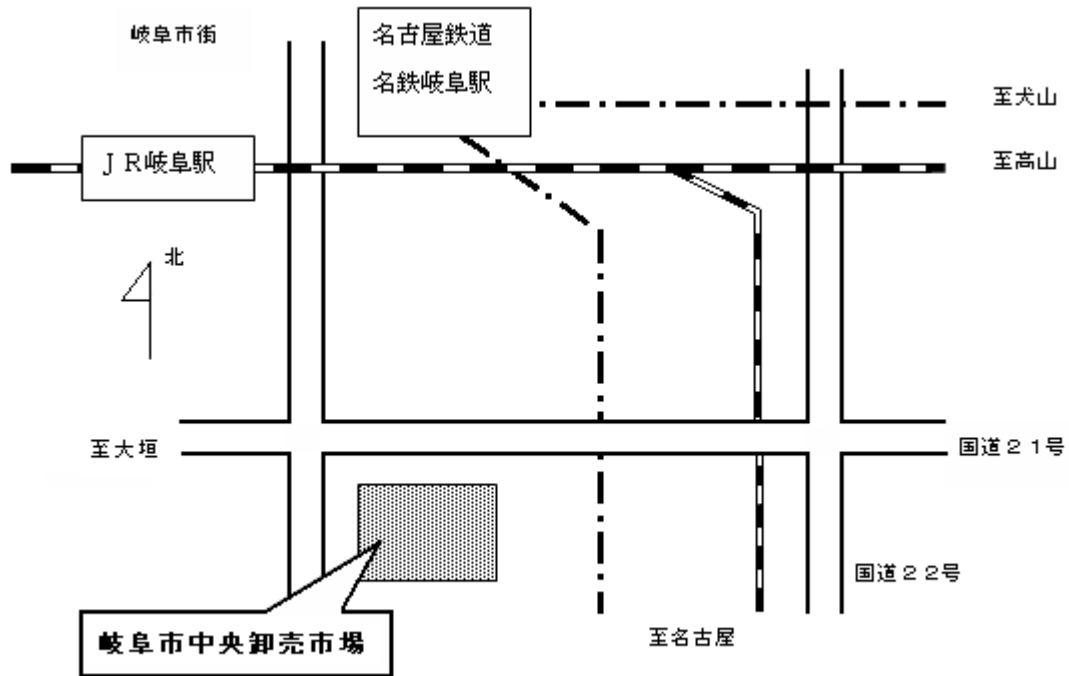 岐阜市街
名古屋鉄道
名鉄岐阜駅
至犬山
ＪＲ岐阜駅
至高山
北
至大垣
国道２１号
国道２２号
岐阜市中央卸売市場
至名古屋